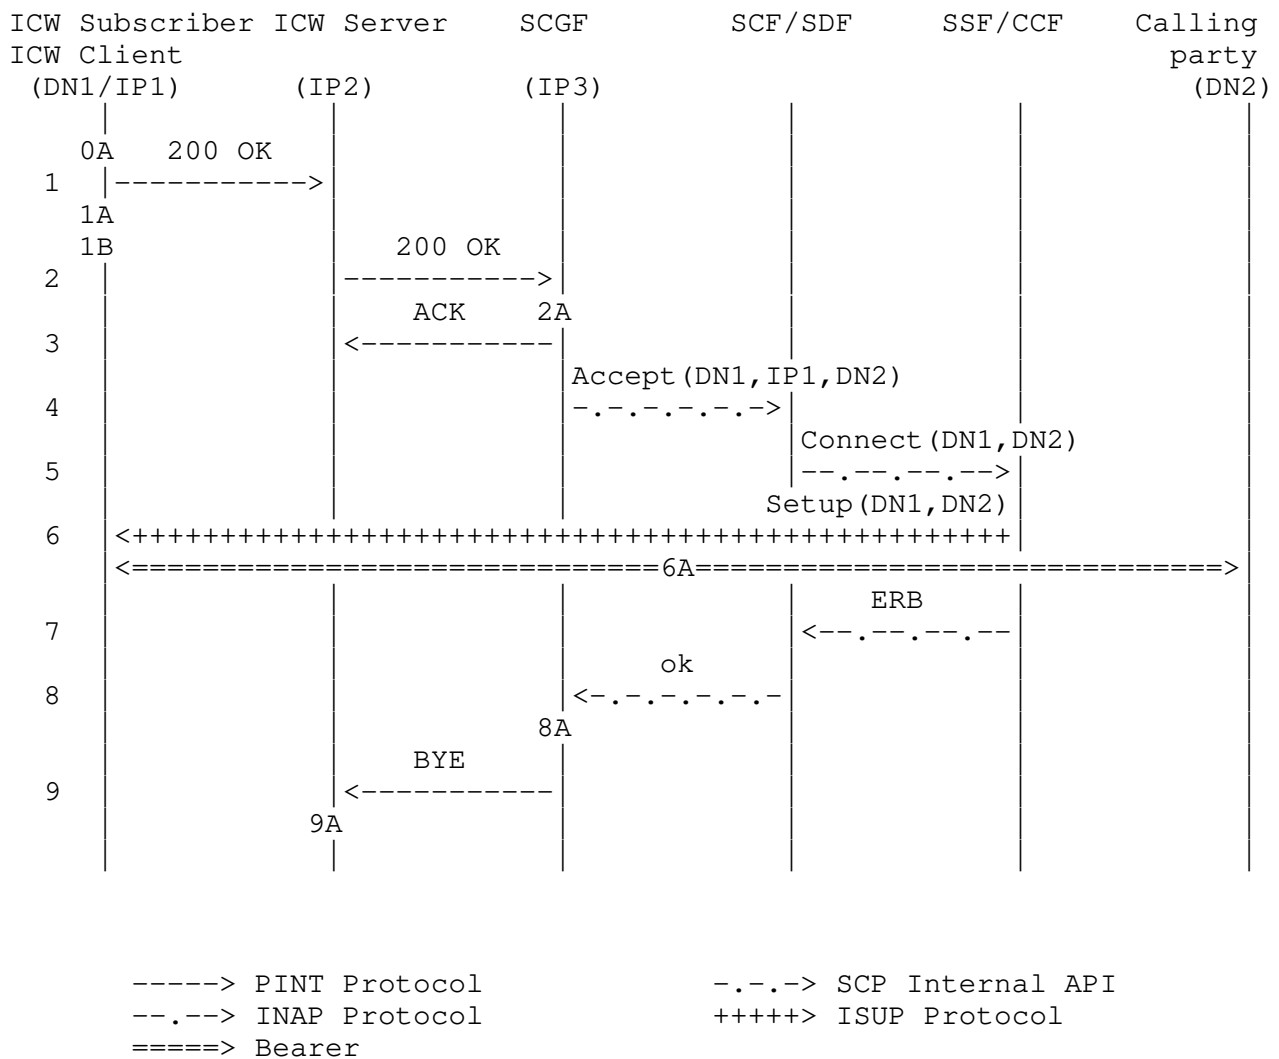 ICW Subscriber ICW Server    SCGF        SCF/SDF      SSF/CCF    Calling
ICW Client                                                         party
(DN1/IP1)       (IP2)         (IP3)                                 (DN2)
0A   200 OK
1    |----------->|
1A
1B                200 OK
2                 |----------->|
ACK    2A
3                 |<-----------|
Accept(DN1,IP1,DN2)
4                              |-.-.-.-.-.->|
Connect(DN1,DN2)
5                                           |--.--.--.-->|
Setup(DN1,DN2)
6    |<+++++++++++++++++++++++++++++++++++++++++++++++++++|
|<===============================6A===============================>|
ERB
7                                           |<--.--.--.--|
ok
8                              |<-.-.-.-.-.-|
8A
BYE
9                 |<-----------|
9A
-----> PINT Protocol             -.-.-> SCP Internal API
--.--> INAP Protocol             +++++> ISUP Protocol
=====> Bearer